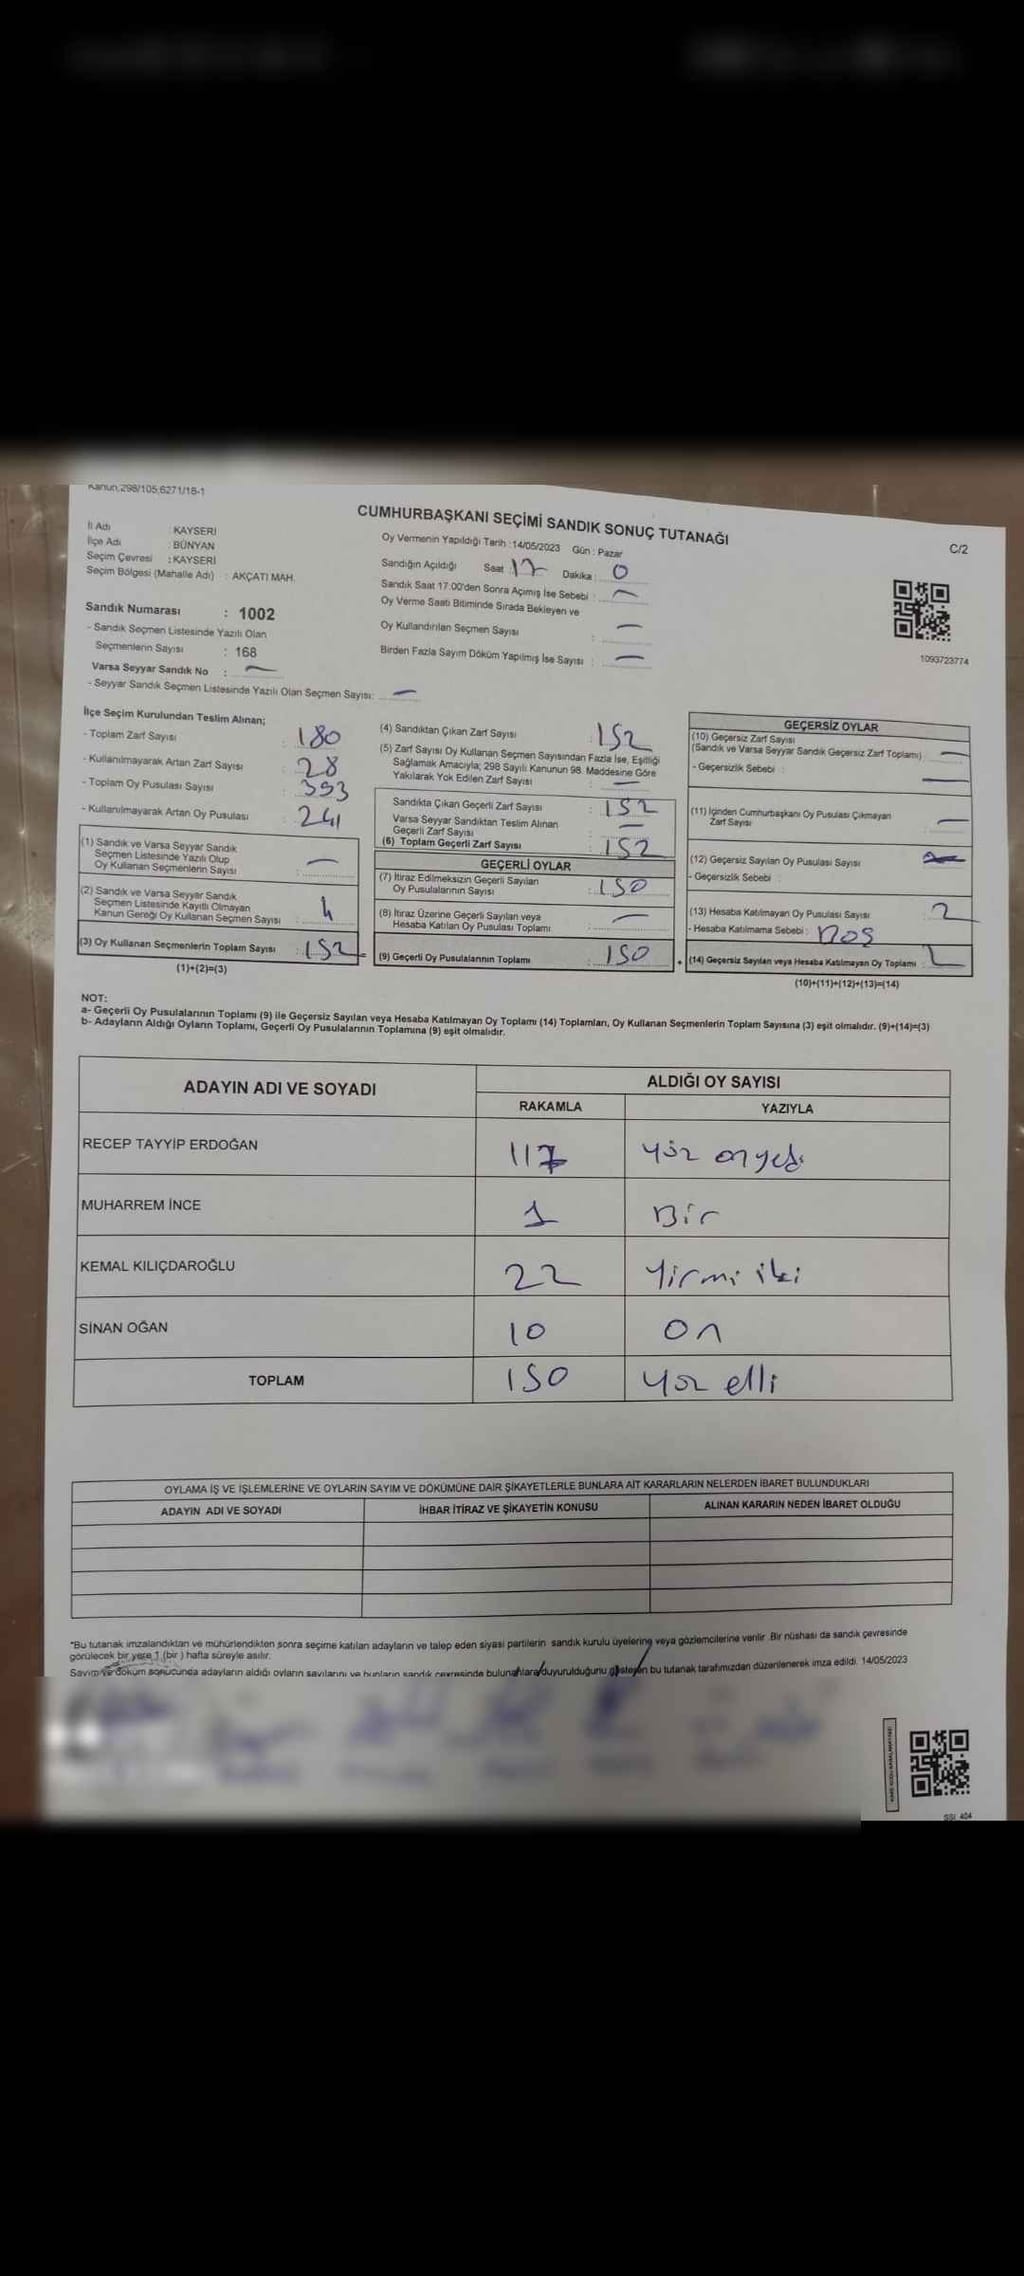 Kanun;298/105;6271/18-1
CUMHURBAŞKANI SEÇİMİ SANDIK SONUÇ TUTANAĞI
C/2
İl Adı : KAYSERİ
İlçe Adı : BÜNYAN
Seçim Çevresi : KAYSERİ
Seçim Bölgesi (Mahalle Adı) : AKÇATI MAH.
Sandık Numarası : 1002
- Sandık Seçmen Listesinde Yazılı Olan
Seçmenlerin Sayısı : 168
Varsa Seyyar Sandık No : —
- Seyyar Sandık Seçmen Listesinde Yazılı Olan Seçmen Sayısı: —
Oy Vermenin Yapıldığı Tarih :14/05/2023 Gün : Pazar
Sandığın Açıldığı Saat 17 Dakika : 0
Sandık Saat 17:00'den Sonra Açımış İse Sebebi : —
Oy Verme Saati Bitiminde Sırada Bekleyen ve
Oy Kullandırılan Seçmen Sayısı : —
Birden Fazla Sayım Döküm Yapılmış İse Sayısı : —
1093723774
İlçe Seçim Kurulundan Teslim Alınan;
- Toplam Zarf Sayısı : 180
- Kullanılmayarak Artan Zarf Sayısı : 28
- Toplam Oy Pusulası Sayısı : 393
- Kullanılmayarak Artan Oy Pusulası : 241
(1) Sandık ve Varsa Seyyar Sandık
Seçmen Listesinde Yazılı Olup
Oy Kullanan Seçmenlerin Sayısı : —
(2) Sandık ve Varsa Seyyar Sandık
Seçmen Listesinde Kayıtlı Olmayan
Kanun Gereği Oy Kullanan Seçmen Sayısı : 4
(3) Oy Kullanan Seçmenlerin Toplam Sayısı : 152
(1)+(2)=(3)
(4) Sandıktan Çıkan Zarf Sayısı : 152
(5) Zarf Sayısı Oy Kullanan Seçmen Sayısından Fazla İse, Eşitliği
Sağlamak Amacıyla; 298 Sayılı Kanunun 98. Maddesine Göre
Yakılarak Yok Edilen Zarf Sayısı : —
Sandıkta Çıkan Geçerli Zarf Sayısı : 152
Varsa Seyyar Sandıktan Teslim Alınan
Geçerli Zarf Sayısı : —
(6) Toplam Geçerli Zarf Sayısı : 152
GEÇERLİ OYLAR
(7) İtiraz Edilmeksizin Geçerli Sayılan
Oy Pusulalarının Sayısı : 150
(8) İtiraz Üzerine Geçerli Sayılan veya
Hesaba Katılan Oy Pusulası Toplamı : —
(9) Geçerli Oy Pusulalarının Toplamı : 150
GEÇERSİZ OYLAR
(10) Geçersiz Zarf Sayısı
(Sandık ve Varsa Seyyar Sandık Geçersiz Zarf Toplamı) : —
- Geçersizlik Sebebi : —
(11) İçinden Cumhurbaşkanı Oy Pusulası Çıkmayan
Zarf Sayısı : —
(12) Geçersiz Sayılan Oy Pusulası Sayısı
- Geçersizlik Sebebi :
(13) Hesaba Katılmayan Oy Pusulası Sayısı : 2
- Hesaba Katılmama Sebebi : BOŞ
+ (14) Geçersiz Sayılan veya Hesaba Katılmayan Oy Toplamı : 2
(10)+(11)+(12)+(13)=(14)
NOT:
a- Geçerli Oy Pusulalarının Toplamı (9) ile Geçersiz Sayılan veya Hesaba Katılmayan Oy Toplamı (14) Toplamları, Oy Kullanan Seçmenlerin Toplam Sayısına (3) eşit olmalıdır. (9)+(14)=(3)
b- Adayların Aldığı Oyların Toplamı, Geçerli Oy Pusulalarının Toplamına (9) eşit olmalıdır.
ADAYIN ADI VE SOYADI ALDIĞI OY SAYISI
RAKAMLA YAZIYLA
RECEP TAYYİP ERDOĞAN 117 yüz onyedi
MUHARREM İNCE 1 Bir
KEMAL KILIÇDAROĞLU 22 Yirmi iki
SİNAN OĞAN 10 on
TOPLAM 150 yüz elli
OYLAMA İŞ VE İŞLEMLERİNE VE OYLARIN SAYIM VE DÖKÜMÜNE DAİR ŞİKAYETLERLE BUNLARA AİT KARARLARIN NELERDEN İBARET BULUNDUKLARI
ADAYIN ADI VE SOYADI İHBAR İTİRAZ VE ŞİKAYETİN KONUSU ALINAN KARARIN NEDEN İBARET OLDUĞU
*Bu tutanak imzalandıktan ve mühürlendikten sonra seçime katılan adayların ve talep eden siyasi partilerin sandık kurulu üyelerine veya gözlemcilerine verilir. Bir nüshası da sandık çevresinde
görülecek bir yere 1 (bir ) hafta süreyle asılır.
Sayım ve döküm sonucunda adayların aldığı oyların sayılarını ve bunların sandık çevresinde bulunanlara duyurulduğunu gösteren bu tutanak tarafımızdan düzenlenerek imza edildi. 14/05/2023
SSI 404